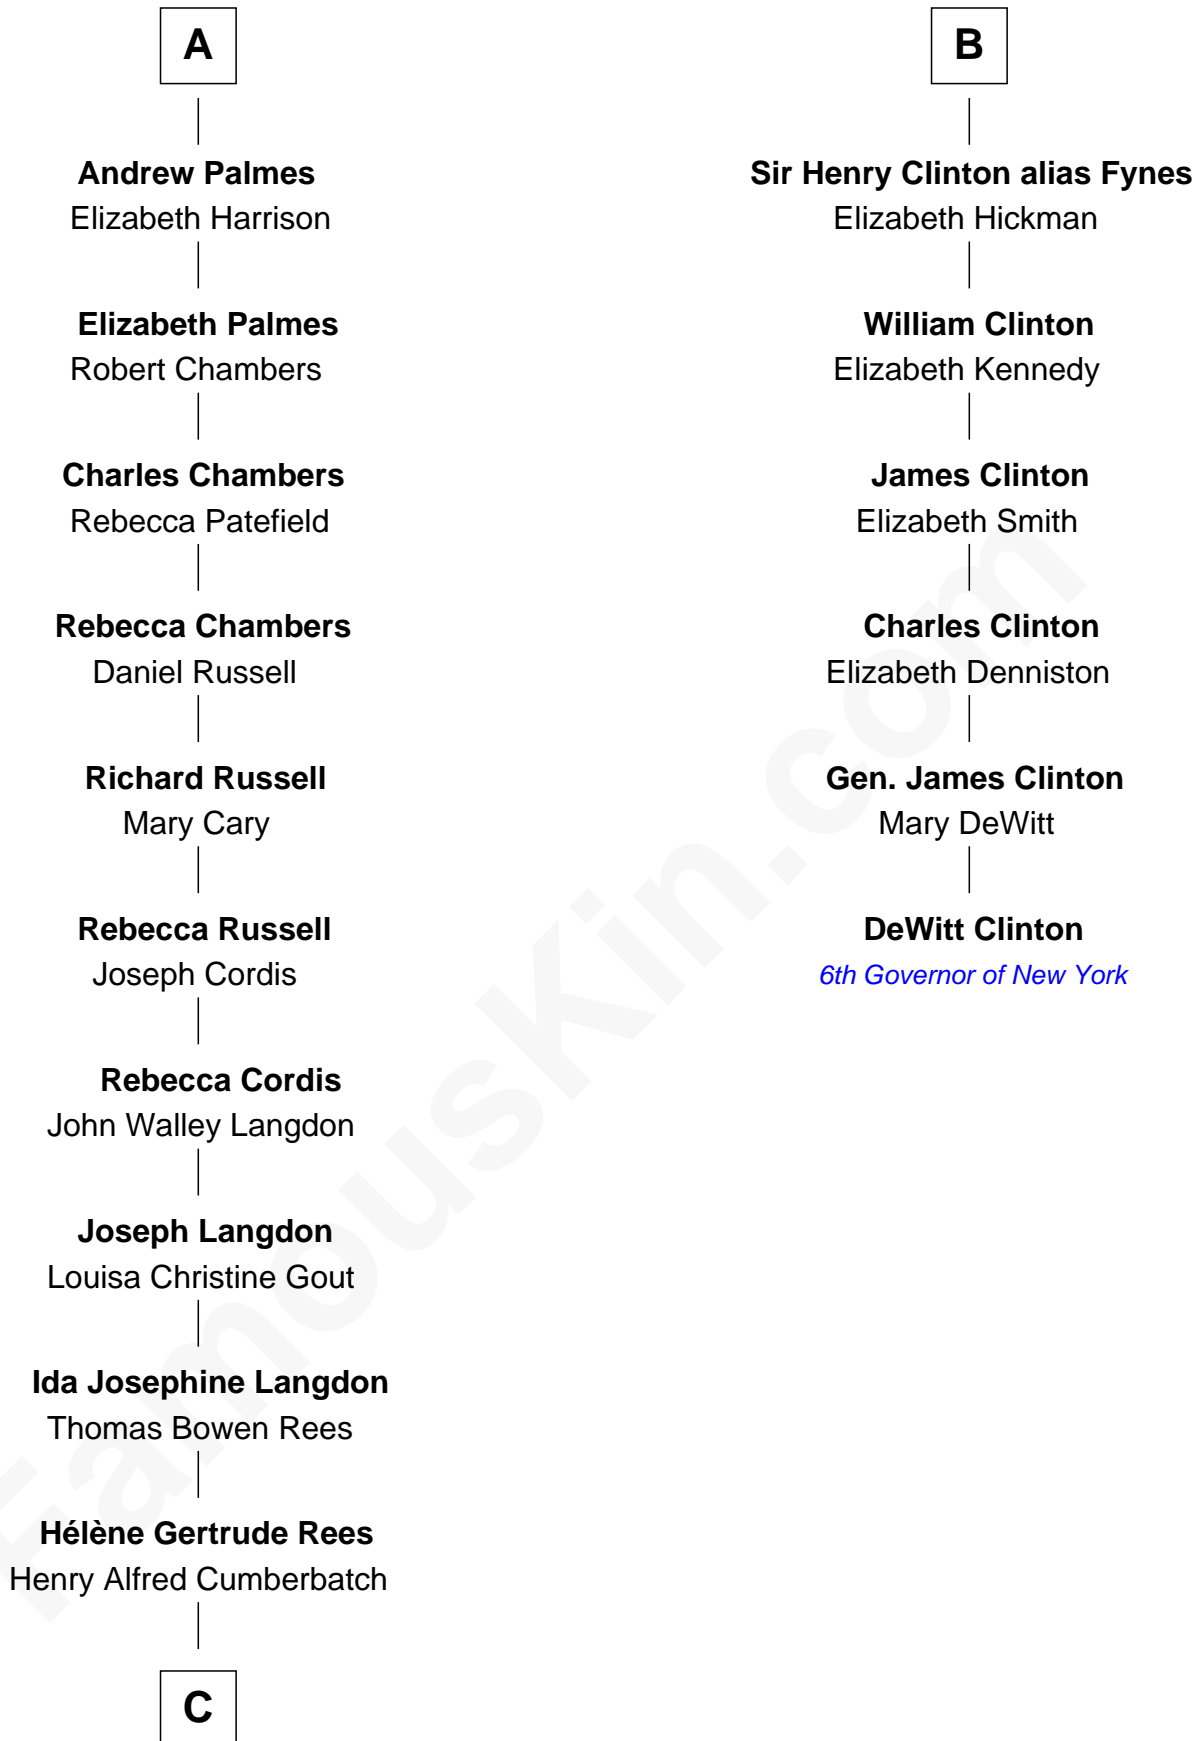 A
Andrew Palmes
Elizabeth Harrison
Elizabeth Palmes
Robert Chambers
Charles Chambers
Rebecca Patefield
Rebecca Chambers
Daniel Russell
Richard Russell
Mary Cary
Rebecca Russell
Joseph Cordis
Rebecca Cordis
John Walley Langdon
Joseph Langdon
Louisa Christine Gout
Ida Josephine Langdon
Thomas Bowen Rees
Hélène Gertrude Rees
Henry Alfred Cumberbatch
C
B
Sir Henry Clinton alias Fynes
Elizabeth Hickman
William Clinton
Elizabeth Kennedy
James Clinton
Elizabeth Smith
Charles Clinton
Elizabeth Denniston
Gen. James Clinton
Mary DeWitt
DeWitt Clinton
6th Governor of New York
FamousKin.com